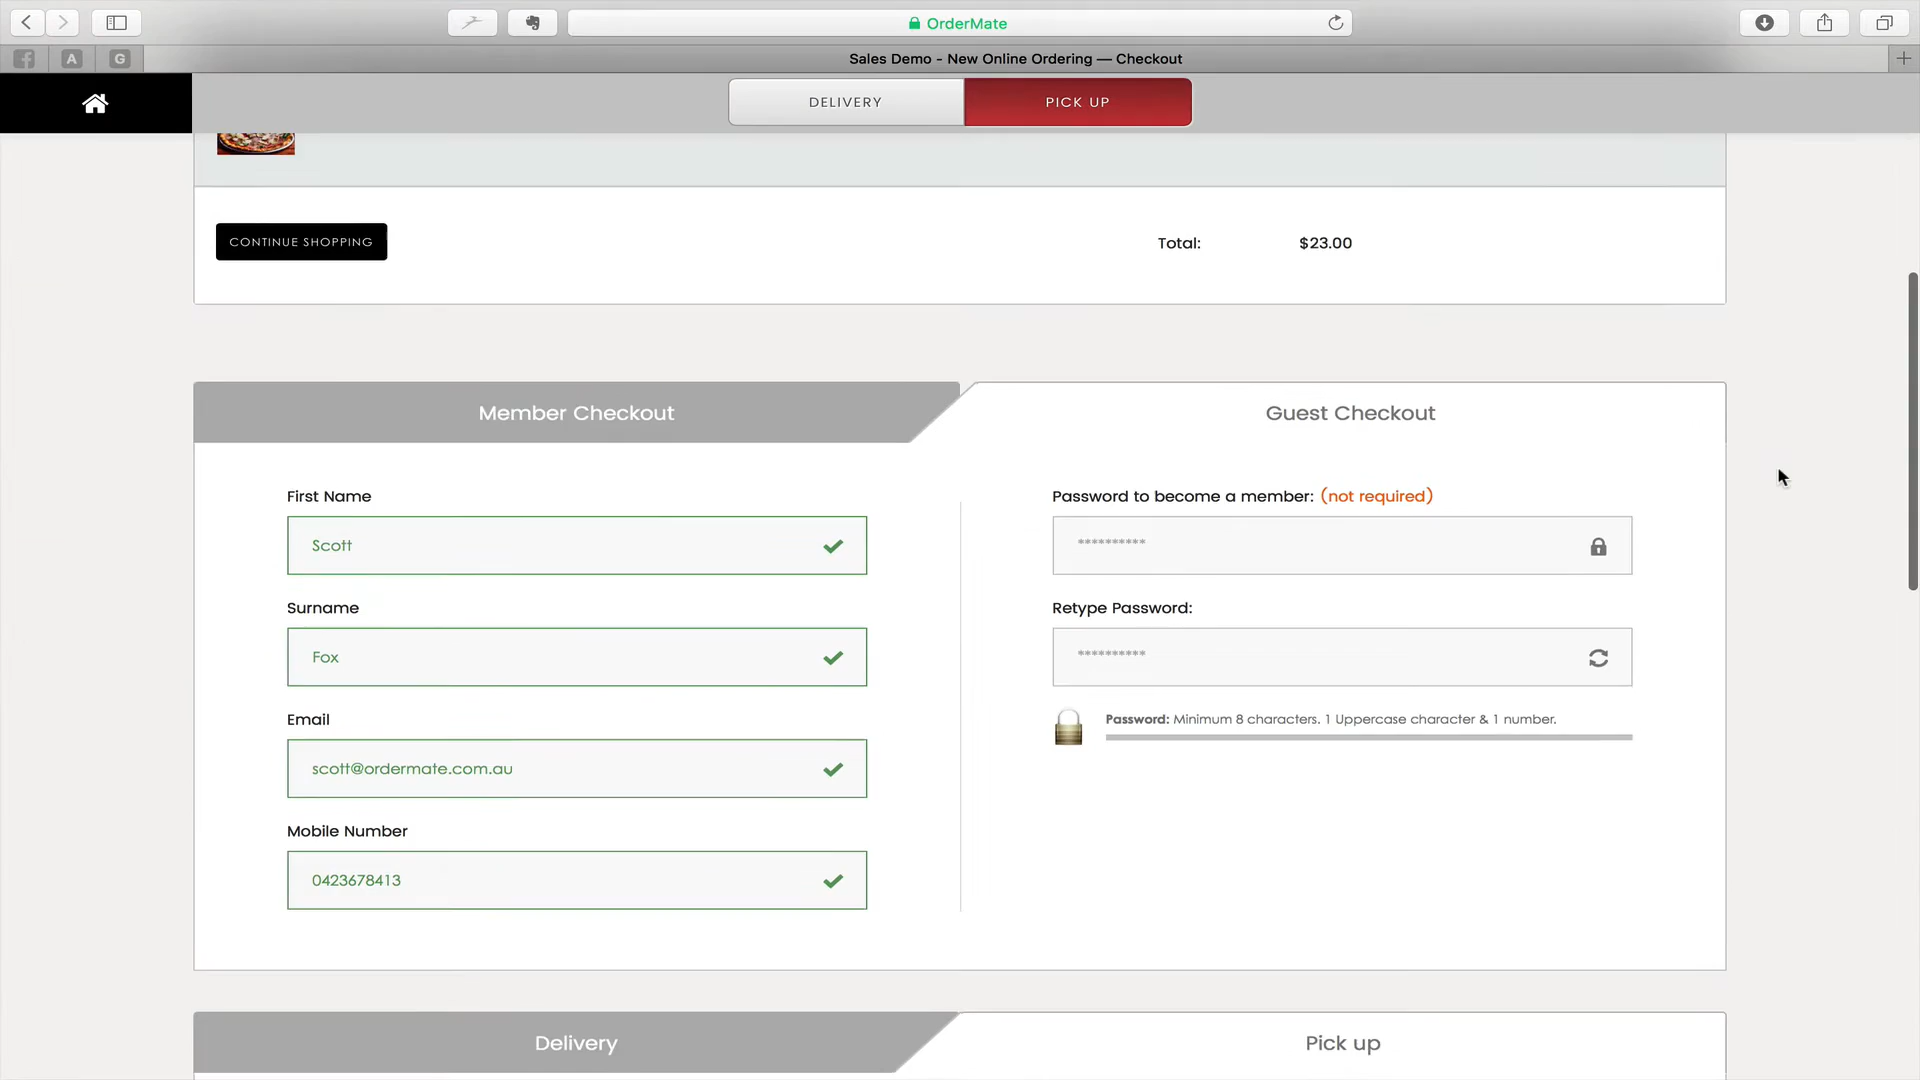 OrderMate
A
G
Sales Demo - New Online Ordering — Checkout
DELIVERY
PICK UP
CONTINUE SHOPPING
Total: $23.00
Member Checkout
Guest Checkout
First Name
Scott
Surname
Fox
Email
scott@ordermate.com.au
Mobile Number
0423678413
Password to become a member: (not required)
**********
Retype Password:
**********
Password: Minimum 8 characters. 1 Uppercase character & 1 number.
Delivery
Pick up